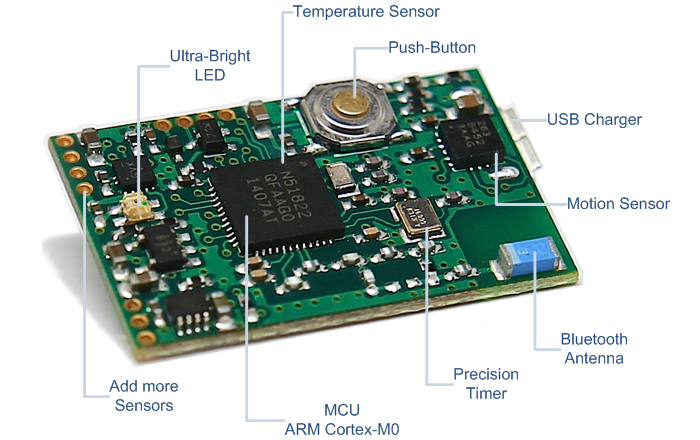 Temperature Sensor
Push-Button
Ultra-Bright
LED
USB Charger
N51822
QFAAG0
1407AT
Motion Sensor
Bluetooth
Antenna
Precision
Timer
Add more
Sensors
MCU
ARM Cortex-M0